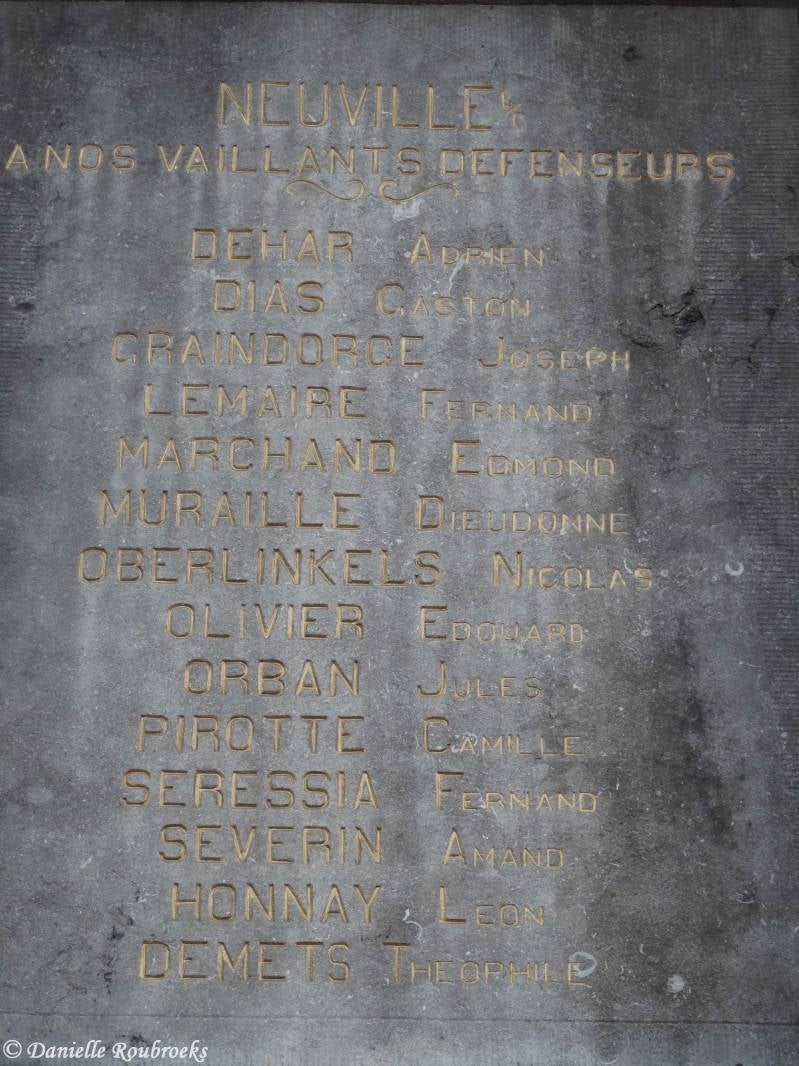 NEUVILLE S/O
A NOS VAILLANTS DEFENSEURS
DEHAR ADRIEN
DIAS GASTON
GRAINDORGE JOSEPH
LEMAIRE FERNAND
MARCHAND EDMOND
MURAILLE DIEUDONNE
OBERLINKELS NICOLAS
OLIVIER EDOUARD
ORBAN JULES
PIROTTE CAMILLE
SERESSIA FERNAND
SEVERIN AMAND
HONNAY LEON
DEMETS THEOPHILE
© Danielle Roubroeks